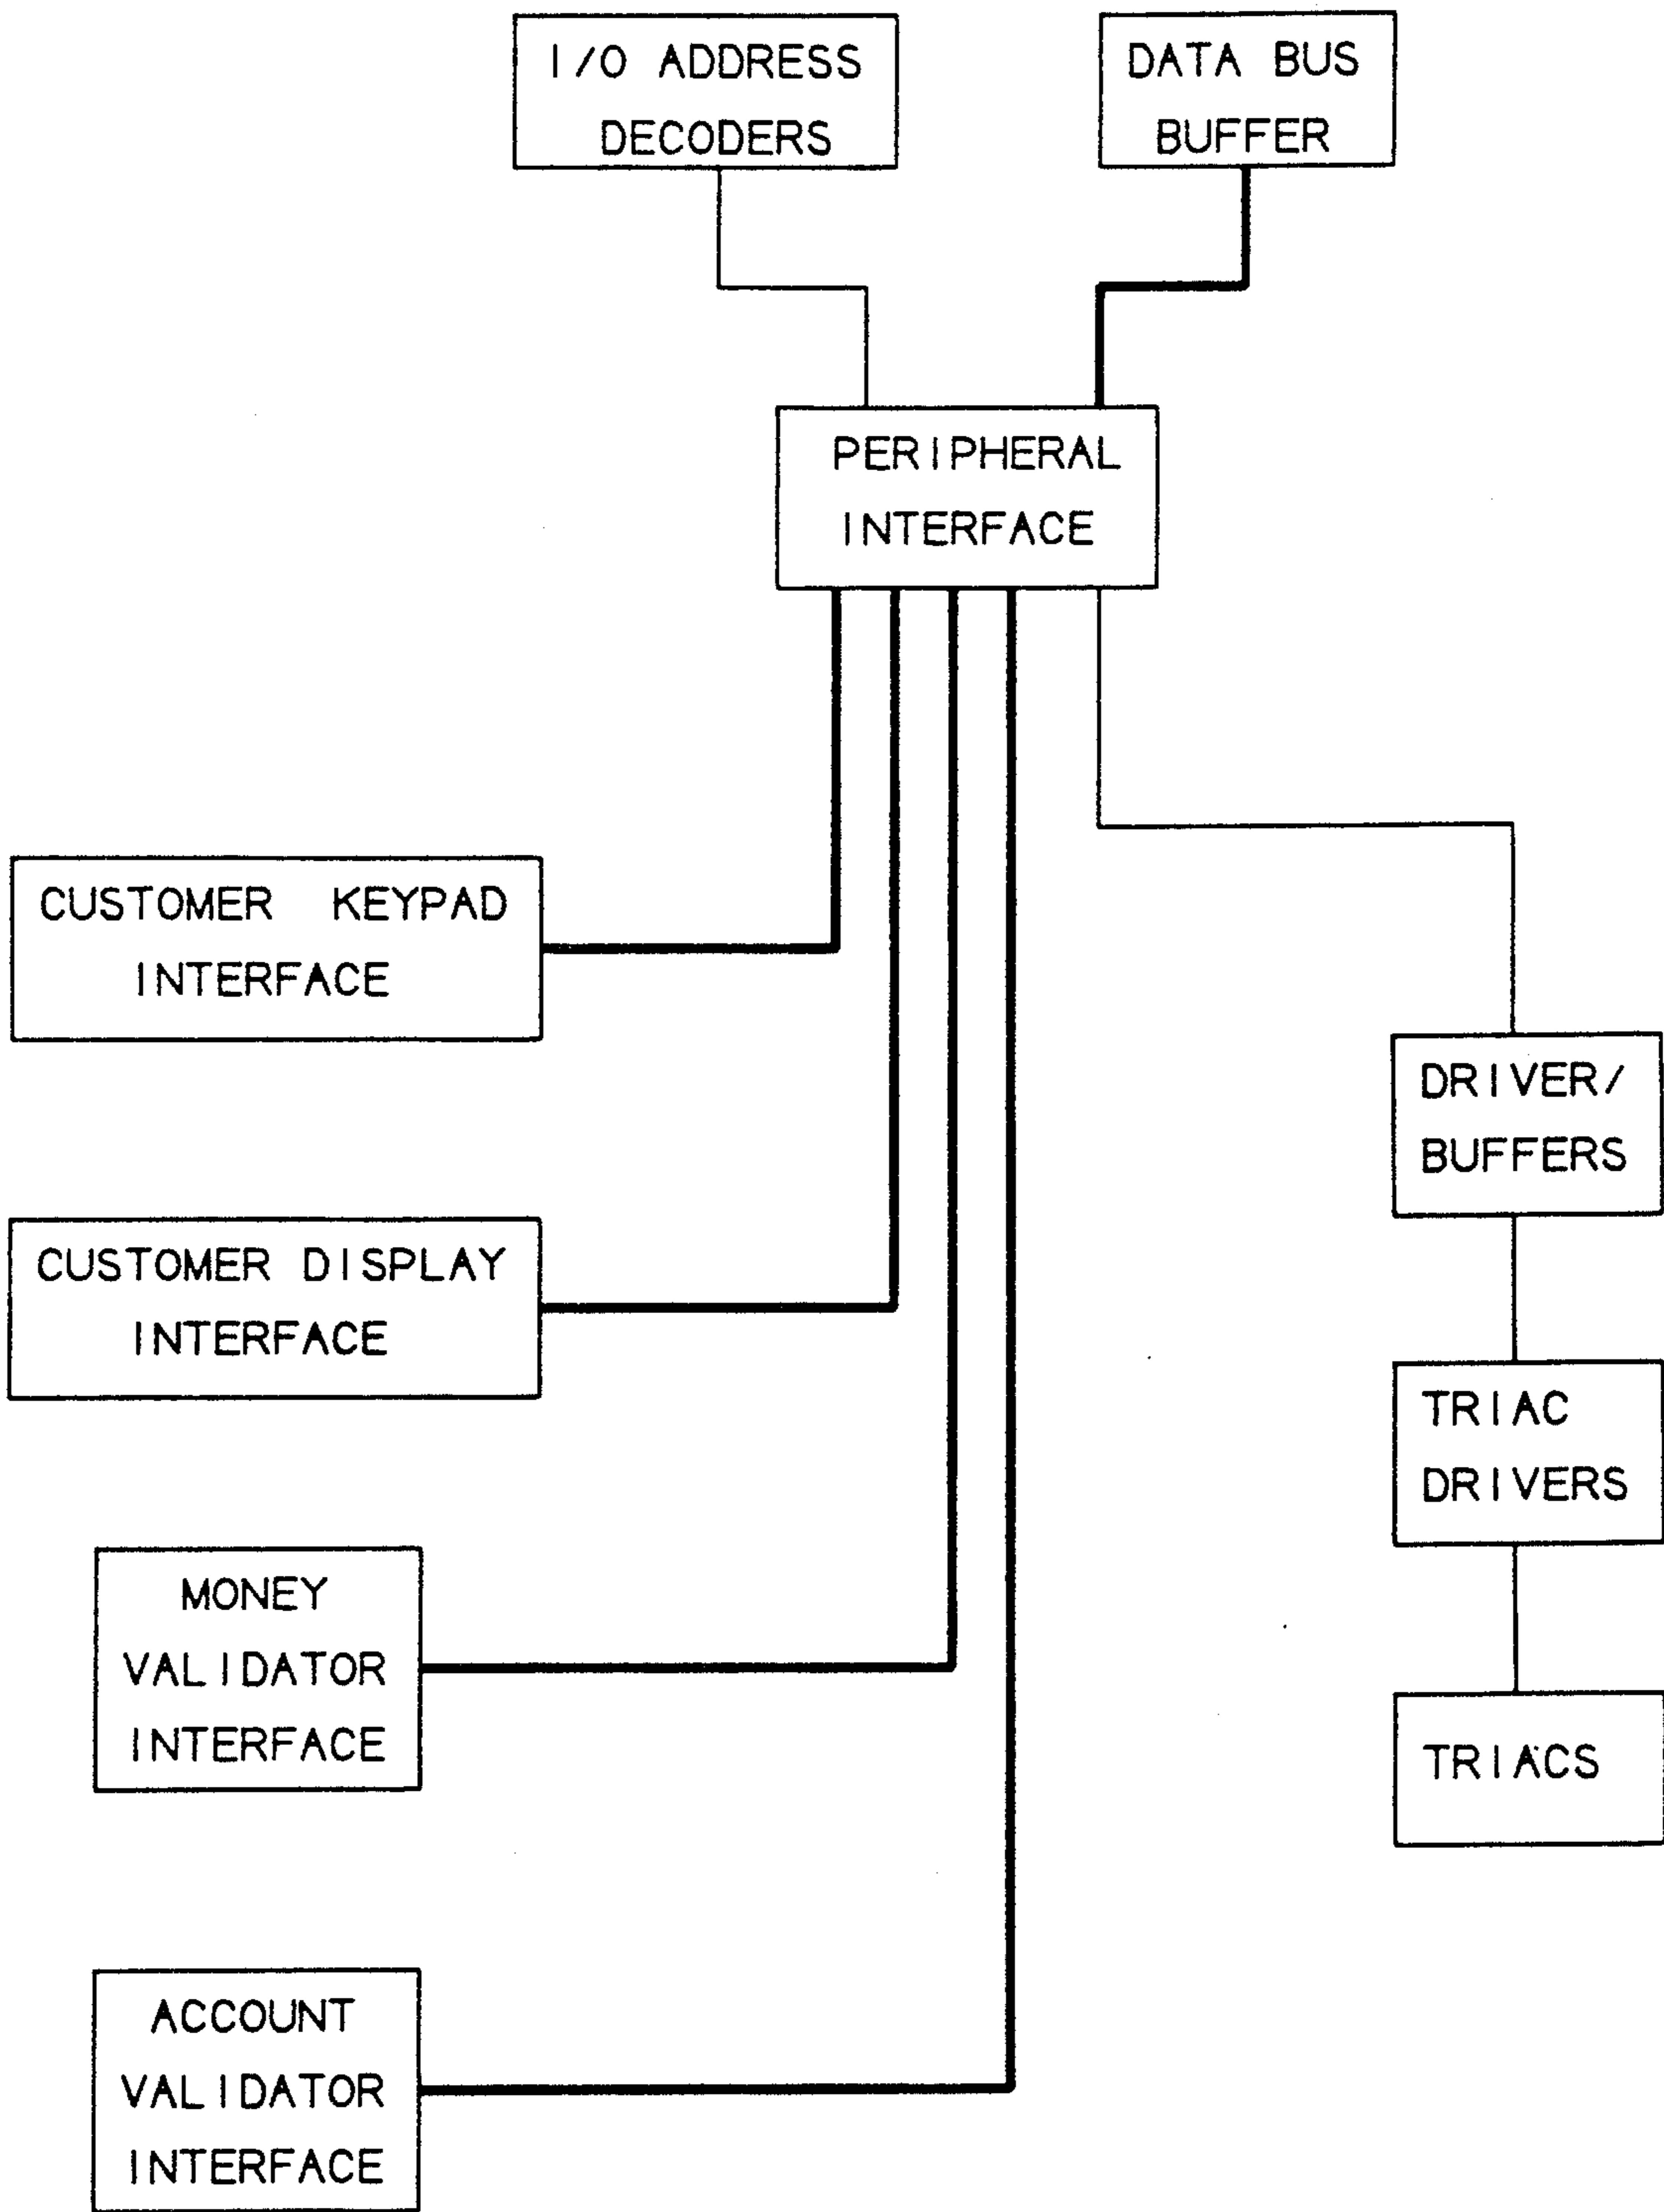 I/O ADDRESS
DECODERS
DATA BUS
BUFFER
PERIPHERAL
INTERFACE
CUSTOMER KEYPAD
INTERFACE
CUSTOMER DISPLAY
INTERFACE
MONEY
VALIDATOR
INTERFACE
ACCOUNT
VALIDATOR
INTERFACE
DRIVER/
BUFFERS
TRIAC
DRIVERS
TRIACS